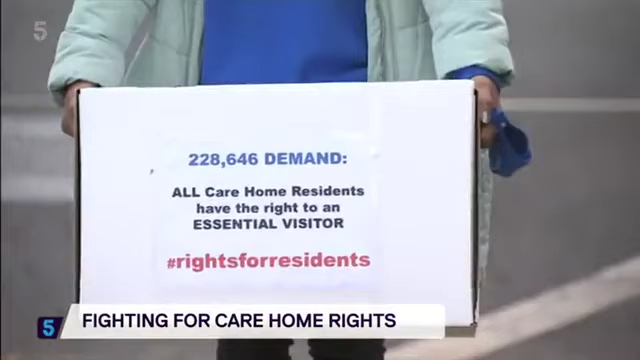 5
228,646 DEMAND:
ALL Care Home Residents
have the right to an
ESSENTIAL VISITOR
#rightsforresidents
5 FIGHTING FOR CARE HOME RIGHTS